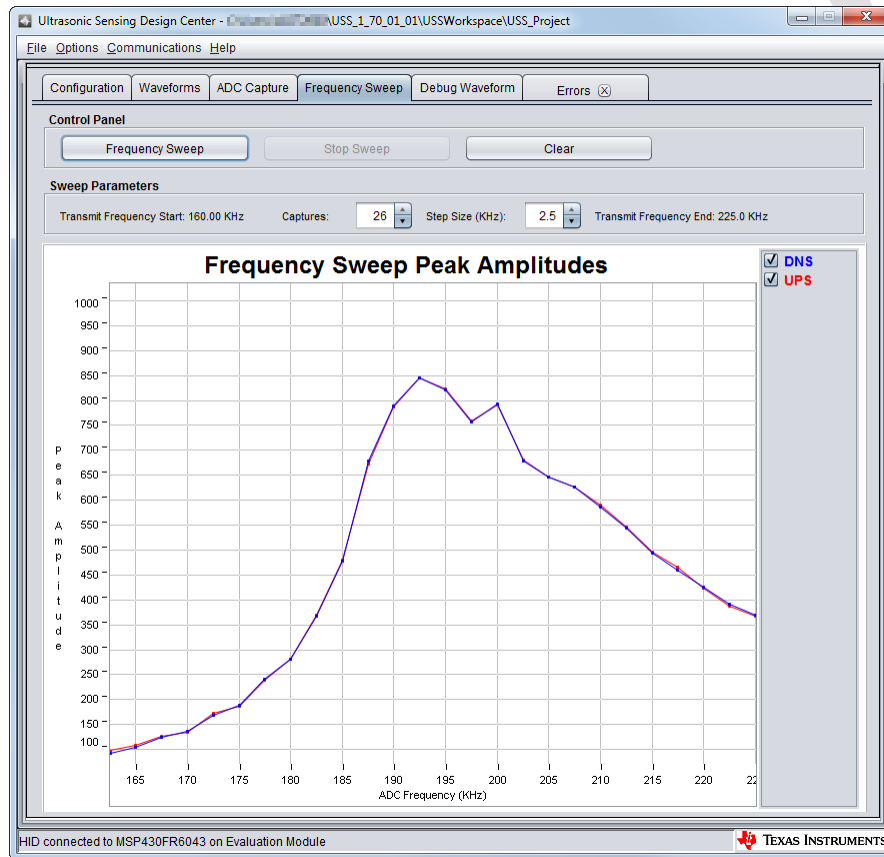 Ultrasonic Sensing Design Center - \USS_1_70_01_01\USSWorkspace\USS_Project
File Options Communications Help
Configuration Waveforms ADC Capture Frequency Sweep Debug Waveform Errors
Control Panel
Frequency Sweep Stop Sweep Clear
Sweep Parameters
Transmit Frequency Start: 160.00 KHz Captures: 26 Step Size (KHz): 2.5 Transmit Frequency End: 225.0 KHz
Frequency Sweep Peak Amplitudes
DNS
UPS
1000
950
900
850
800
750
700
650
600
550
500
450
400
350
300
250
200
150
100
Peak Amplitude
165 170 175 180 185 190 195 200 205 210 215 220 22
ADC Frequency (KHz)
HID connected to MSP430FR6043 on Evaluation Module
TEXAS INSTRUMENTS